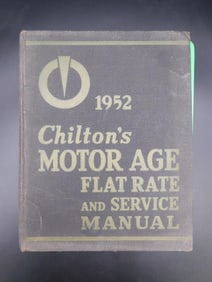 1952
Chilton's
MOTOR AGE
FLAT RATE
AND SERVICE
MANUAL